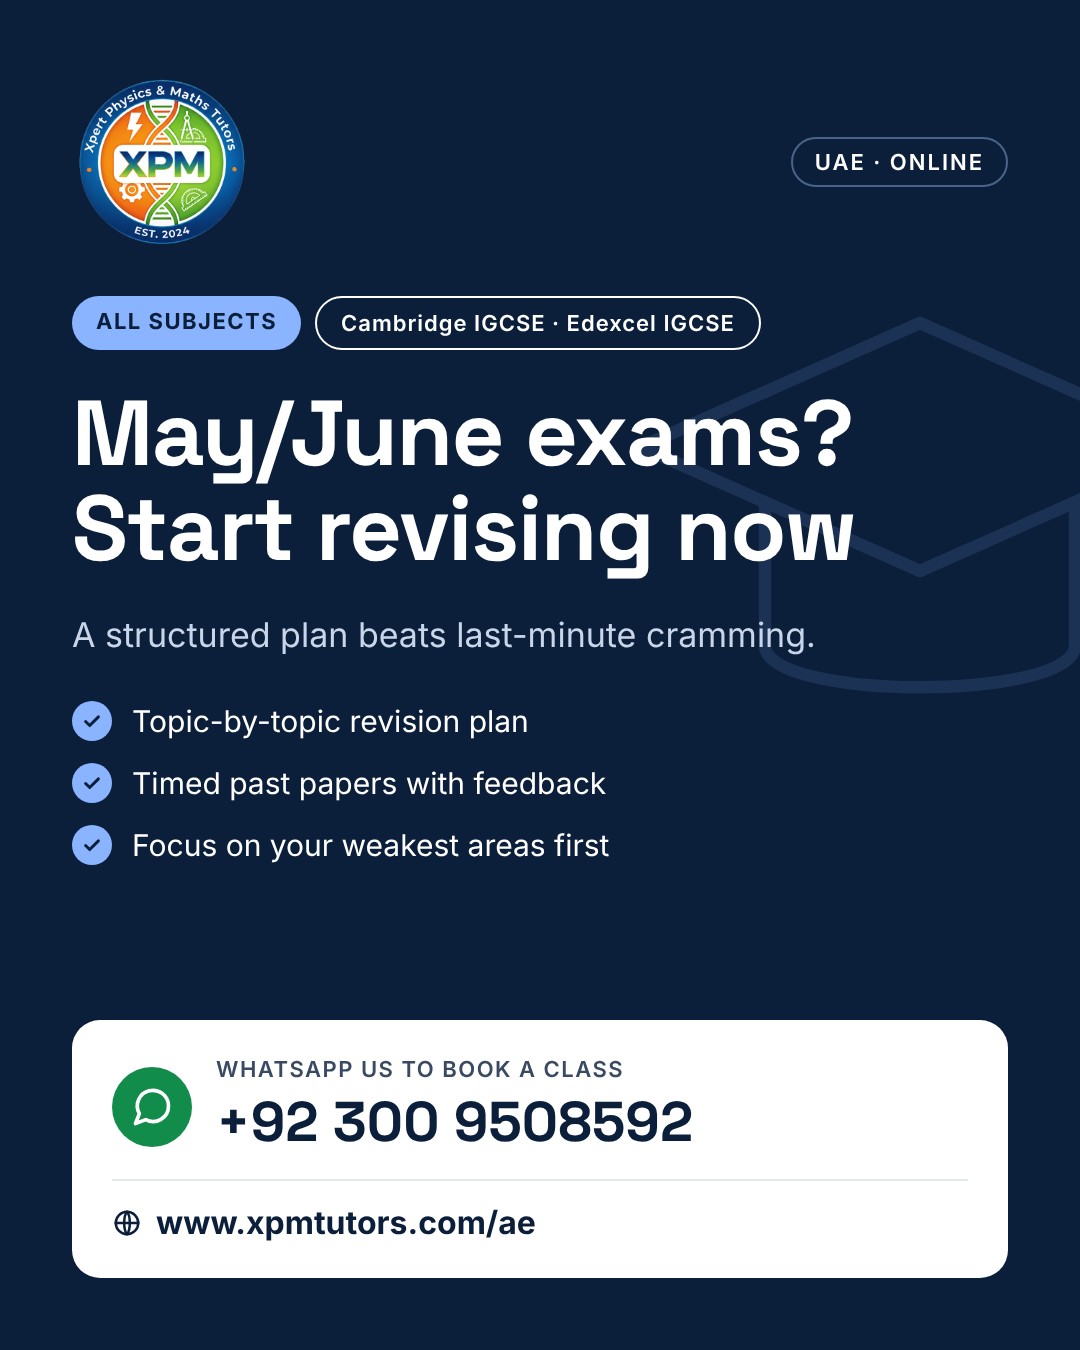 Xpert Physics & Maths Tutors
XPM
EST. 2024
UAE · ONLINE
ALL SUBJECTS
Cambridge IGCSE · Edexcel IGCSE
May/June exams?
Start revising now
A structured plan beats last-minute cramming.
Topic-by-topic revision plan
Timed past papers with feedback
Focus on your weakest areas first
WHATSAPP US TO BOOK A CLASS
+92 300 9508592
www.xpmtutors.com/ae